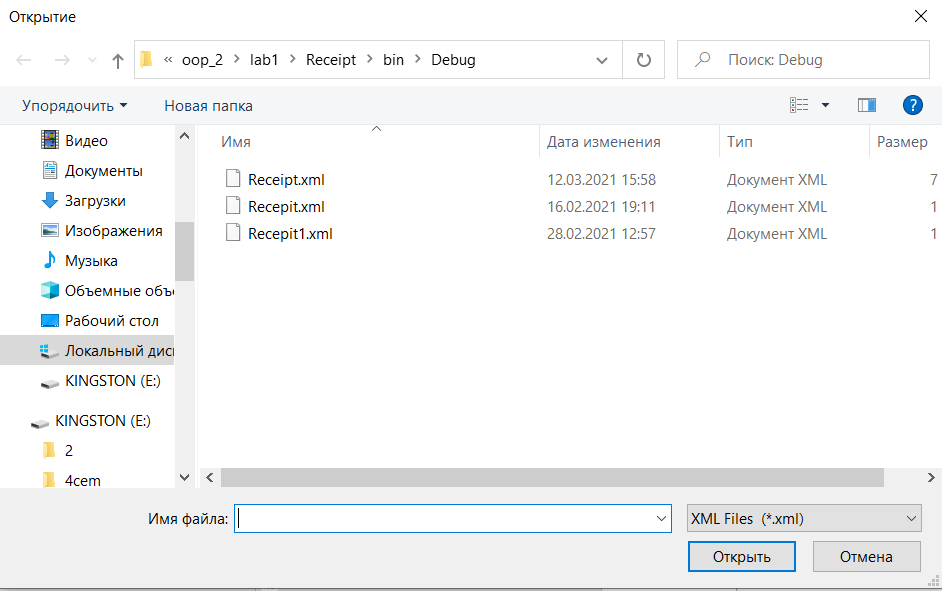 Открытие
« oop_2 > lab1 > Receipt > bin > Debug
Поиск: Debug
Упорядочить
Новая папка
?
Видео
Документы
Загрузки
Изображения
Музыка
Объемные объ
Рабочий стол
Локальный дис
KINGSTON (E:)
KINGSTON (E:)
2
4сем
Имя Дата изменения Тип Размер
Receipt.xml 12.03.2021 15:58 Документ XML 7
Recepit.xml 16.02.2021 19:11 Документ XML 1
Recepit1.xml 28.02.2021 12:57 Документ XML 1
Имя файла:
XML Files (*.xml)
Открыть
Отмена